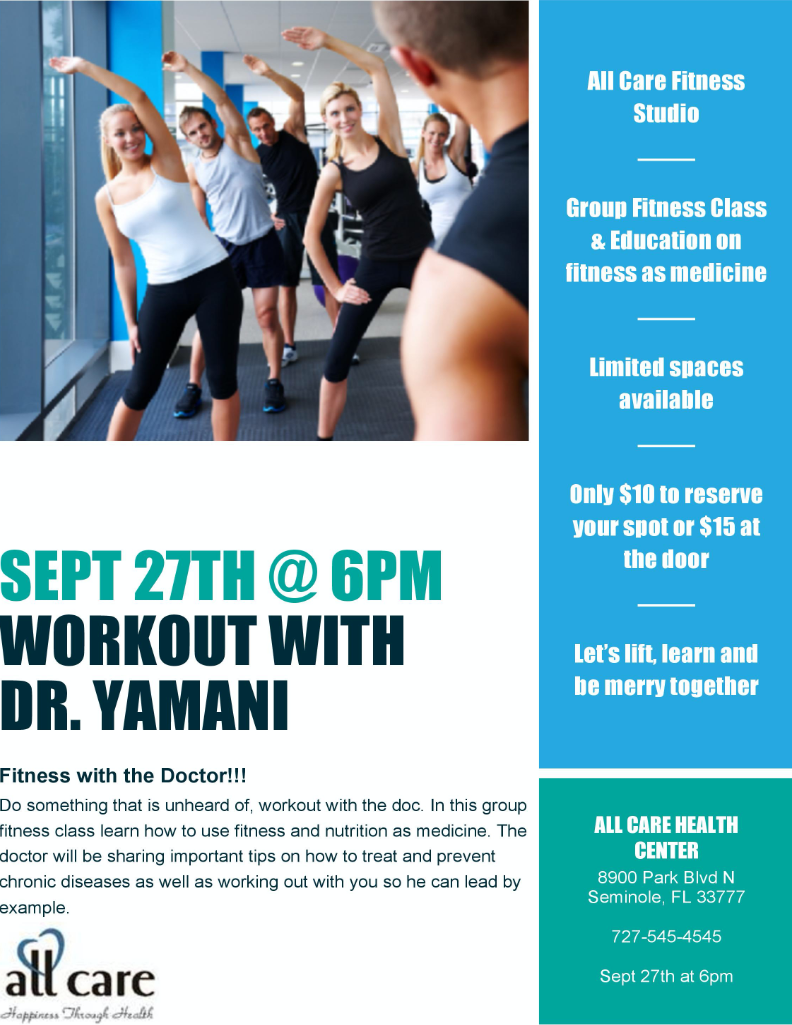 All Care Fitness
Studio
Group Fitness Class
& Education on
fitness as medicine
Limited spaces
available
Only $10 to reserve
your spot or $15 at
the door
Let’s lift, learn and
be merry together
SEPT 27TH @ 6PM
WORKOUT WITH
DR. YAMANI
Fitness with the Doctor!!!
Do something that is unheard of, workout with the doc. In this group
fitness class learn how to use fitness and nutrition as medicine. The
doctor will be sharing important tips on how to treat and prevent
chronic diseases as well as working out with you so he can lead by
example.
all care
Happiness Through Health
ALL CARE HEALTH
CENTER
8900 Park Blvd N
Seminole, FL 33777
727-545-4545
Sept 27th at 6pm